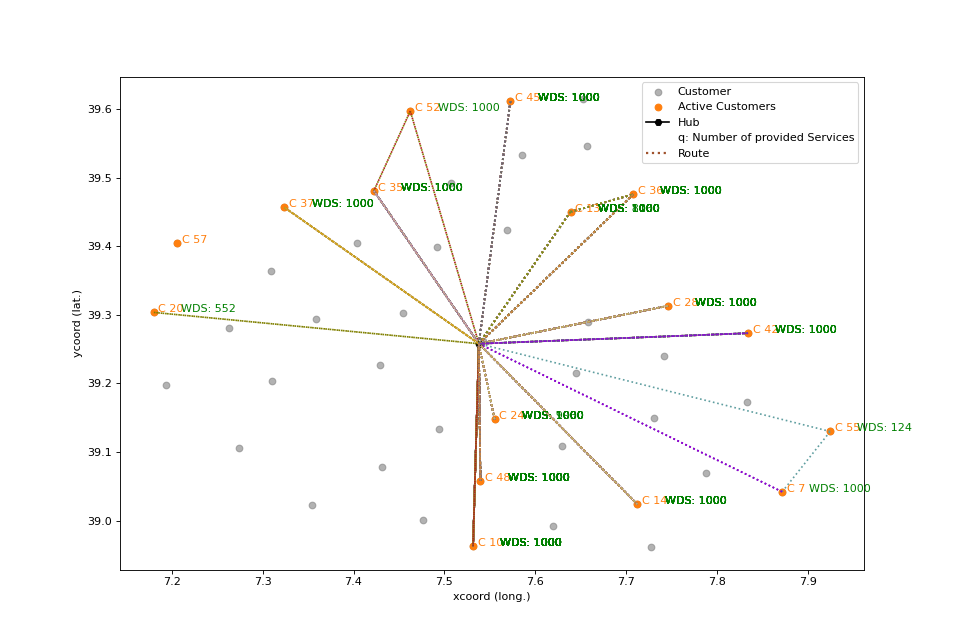 Customer
Active Customers
Hub
q: Number of provided Services
Route
C 45 WDS: 1000
C 52 WDS: 1000
C 35 WDS: 1000
C 36 WDS: 1000
C 37 WDS: 1000
WDS:
C 57
C 20 WDS: 552
C 28 WDS: 1000
C 42 WDS: 1000
C 24 WDS:
C 55 WDS: 124
C 48 WDS: 1000
C 7 WDS: 1000
C 14 WDS: 1000
C 10 WDS: 1000
39.6
39.5
39.4
39.3
39.2
39.1
39.0
ycoord (lat.)
7.2 7.3 7.4 7.5 7.6 7.7 7.8 7.9
xcoord (long.)